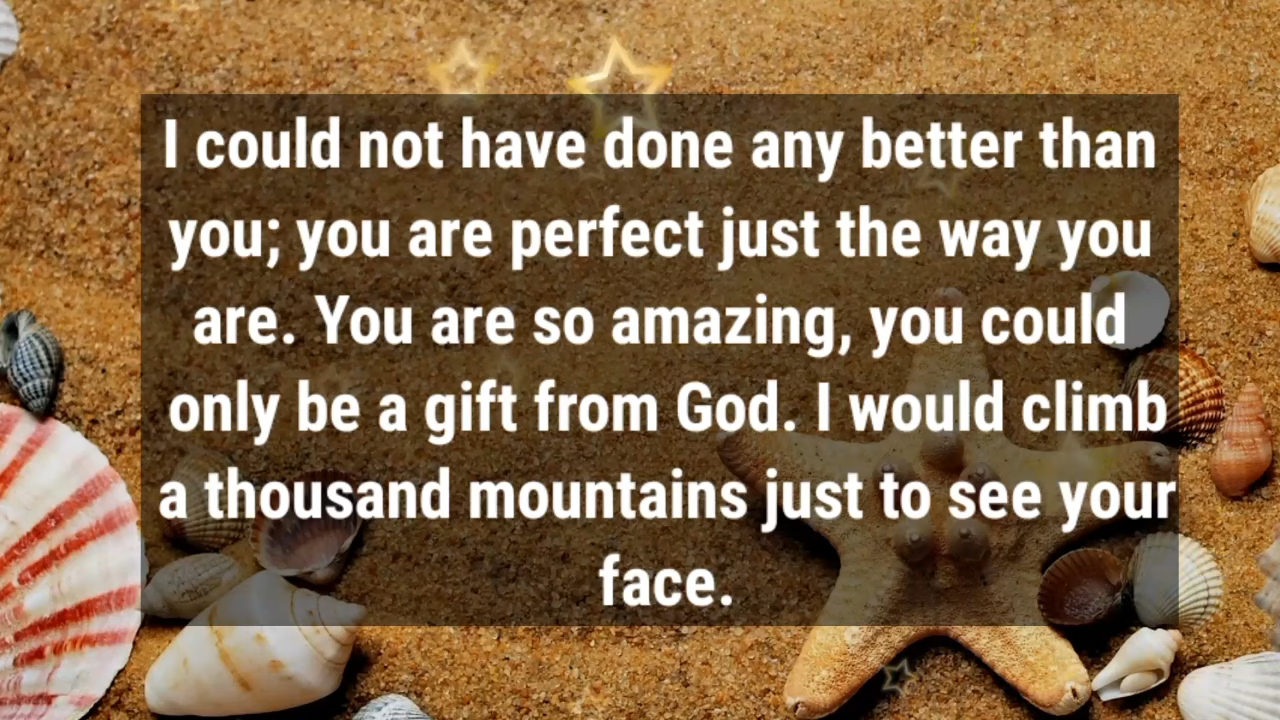 I could not have done any better than
you; you are perfect just the way you
are. You are so amazing, you could
only be a gift from God. I would climb
a thousand mountains just to see your
face.